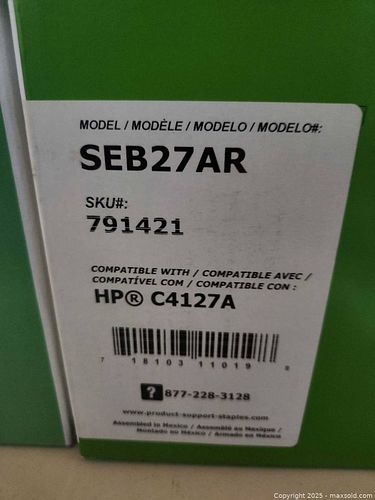 MODEL / MODÈLE / MODELO / MODELO#:
SEB27AR
SKU#:
791421
COMPATIBLE WITH / COMPATIBLE AVEC /
COMPATÍVEL COM / COMPATIBLE CON :
HP® C4127A
7 18103 11019
? 877-228-3128
www.product-support-staples.com
Assembled in Mexico / Assemblé au Mexique /
Montado no México / Armado en México
Copyright 2025 - maxsold.com